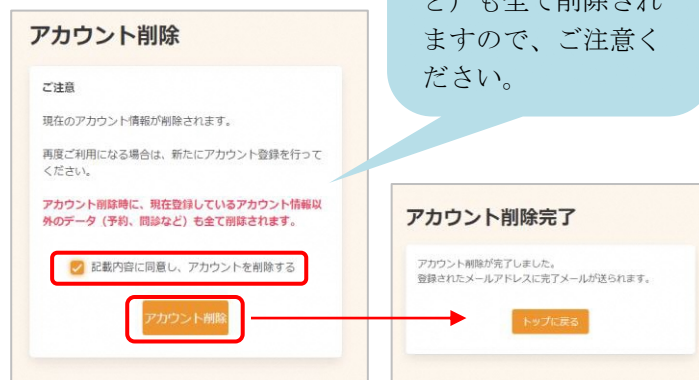 ど）も全て削除され
ますので、ご注意く
ださい。
アカウント削除
ご注意
現在のアカウント情報が削除されます。
再度ご利用になる場合は、新たにアカウント登録を行って
ください。
アカウント削除時に、現在登録しているアカウント情報以
外のデータ（予約、問診など）も全て削除されます。
記載内容に同意し、アカウントを削除する
アカウント削除
アカウント削除完了
アカウント削除が完了しました。
登録されたメールアドレスに完了メールが送られます。
トップに戻る